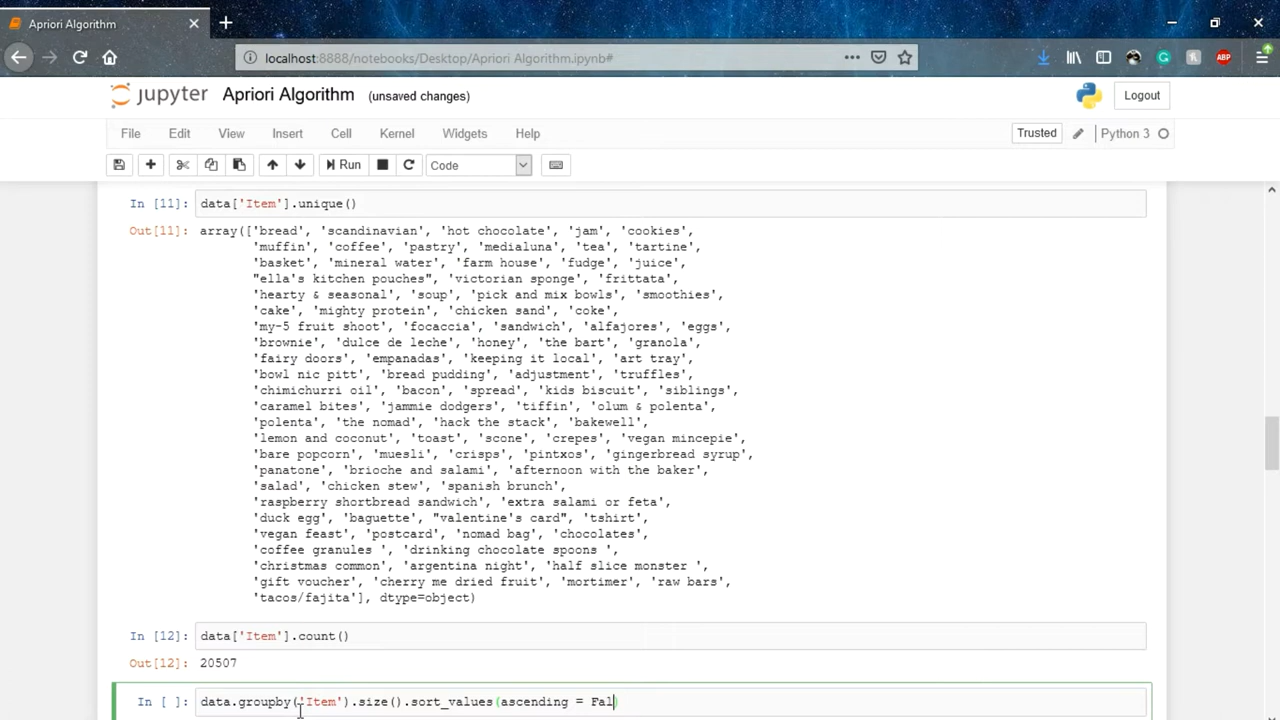 Apriori Algorithm
localhost:8888/notebooks/Desktop/Apriori Algorithm.ipynb#
ABP
jupyter Apriori Algorithm (unsaved changes)
Logout
File Edit View Insert Cell Kernel Widgets Help
Trusted
Python 3
Run
Code
In [11]: data['Item'].unique()
Out[11]: array(['bread', 'scandinavian', 'hot chocolate', 'jam', 'cookies',
'muffin', 'coffee', 'pastry', 'medialuna', 'tea', 'tartine',
'basket', 'mineral water', 'farm house', 'fudge', 'juice',
"ella's kitchen pouches", 'victorian sponge', 'frittata',
'hearty & seasonal', 'soup', 'pick and mix bowls', 'smoothies',
'cake', 'mighty protein', 'chicken sand', 'coke',
'my-5 fruit shoot', 'focaccia', 'sandwich', 'alfajores', 'eggs',
'brownie', 'dulce de leche', 'honey', 'the bart', 'granola',
'fairy doors', 'empanadas', 'keeping it local', 'art tray',
'bowl nic pitt', 'bread pudding', 'adjustment', 'truffles',
'chimichurri oil', 'bacon', 'spread', 'kids biscuit', 'siblings',
'caramel bites', 'jammie dodgers', 'tiffin', 'olum & polenta',
'polenta', 'the nomad', 'hack the stack', 'bakewell',
'lemon and coconut', 'toast', 'scone', 'crepes', 'vegan mincepie',
'bare popcorn', 'muesli', 'crisps', 'pintxos', 'gingerbread syrup',
'panatone', 'brioche and salami', 'afternoon with the baker',
'salad', 'chicken stew', 'spanish brunch',
'raspberry shortbread sandwich', 'extra salami or feta',
'duck egg', 'baguette', "valentine's card", 'tshirt',
'vegan feast', 'postcard', 'nomad bag', 'chocolates',
'coffee granules ', 'drinking chocolate spoons ',
'christmas common', 'argentina night', 'half slice monster ',
'gift voucher', 'cherry me dried fruit', 'mortimer', 'raw bars',
'tacos/fajita'], dtype=object)
In [12]: data['Item'].count()
Out[12]: 20507
In [ ]: data.groupby('Item').size().sort_values(ascending = Fal)